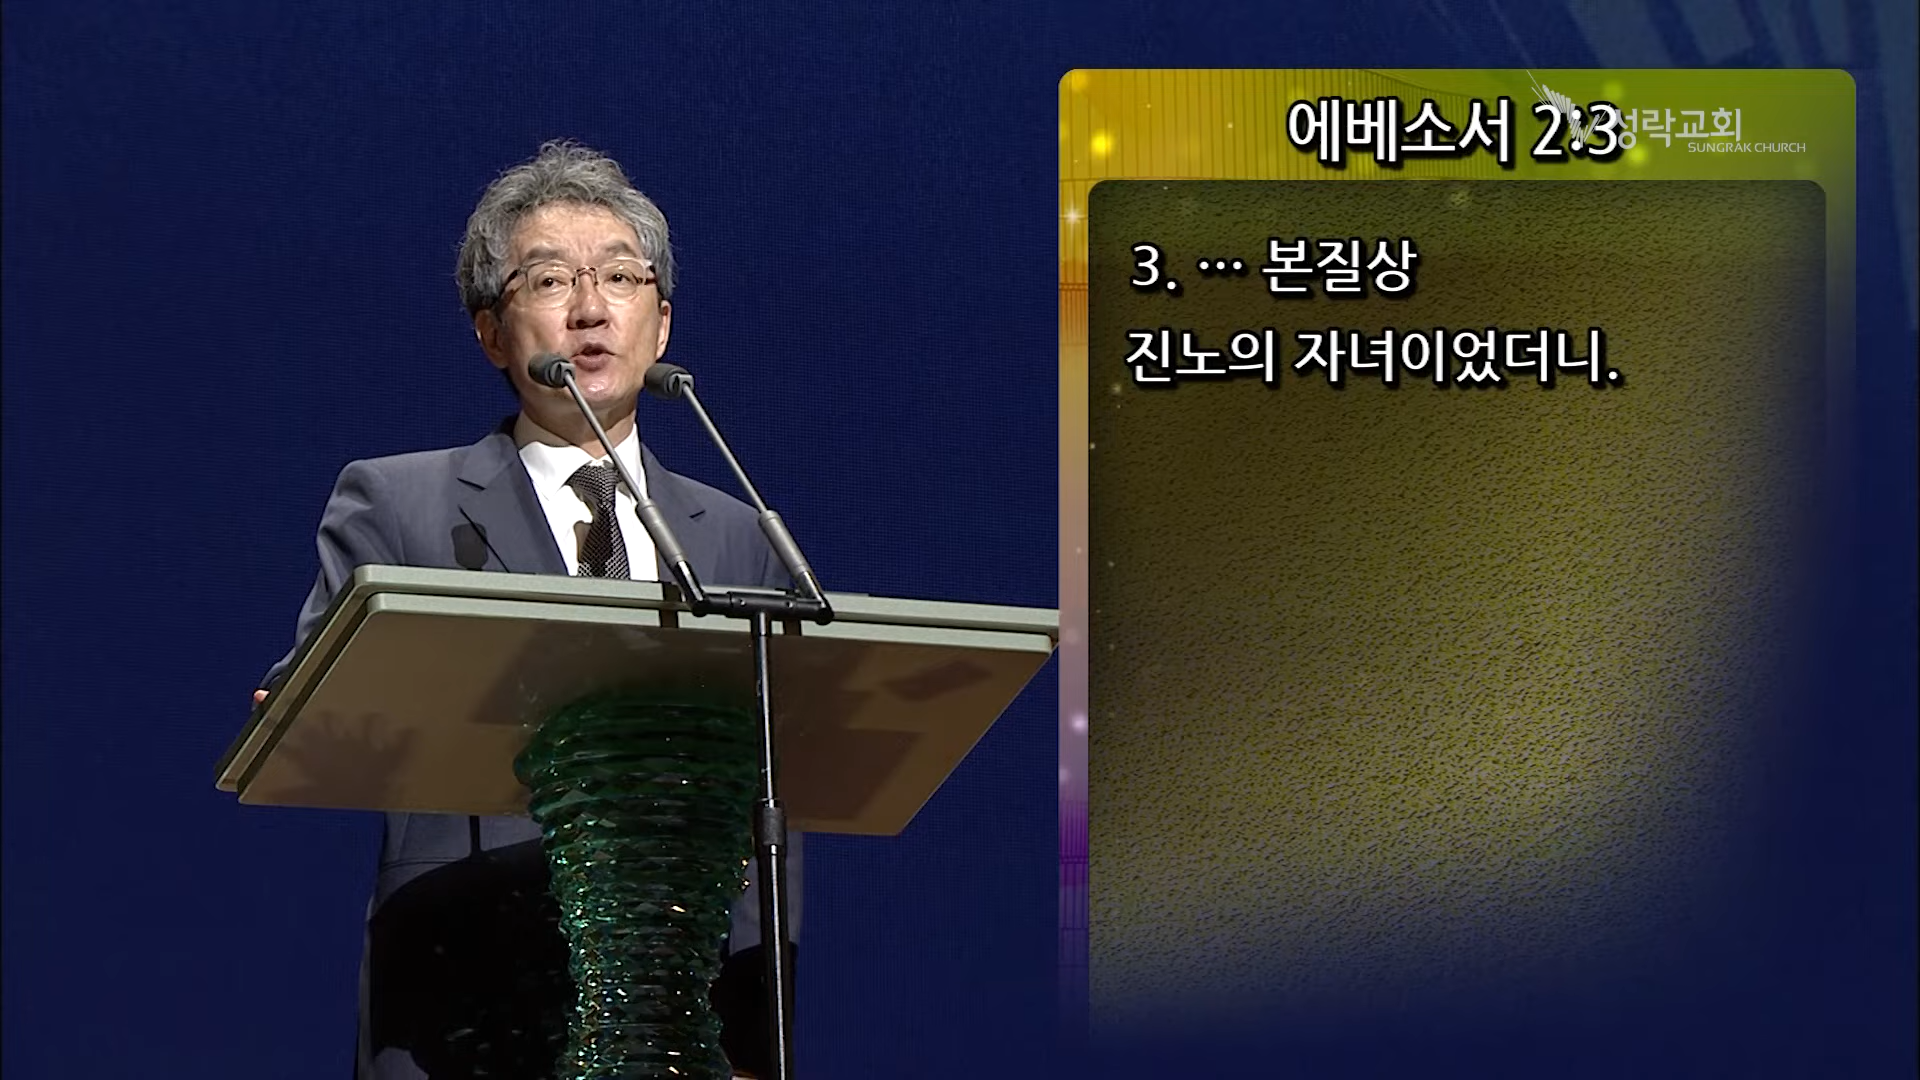 에베소서 2:3
성락교회
SUNGRAK CHURCH
3. … 본질상
진노의 자녀이었더니.